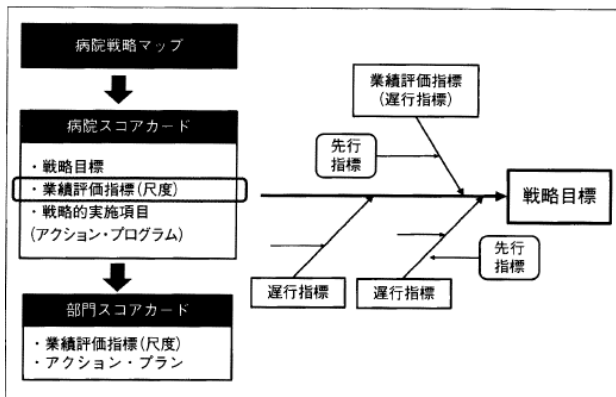 病院戦略マップ
病院スコアカード
・戦略目標
・業績評価指標(尺度)
・戦略的実施項目
(アクション・プログラム)
部門スコアカード
・業績評価指標(尺度)
・アクション・プラン
業績評価指標
(遅行指標)
先行
指標
戦略目標
先行
指標
遅行指標
遅行指標